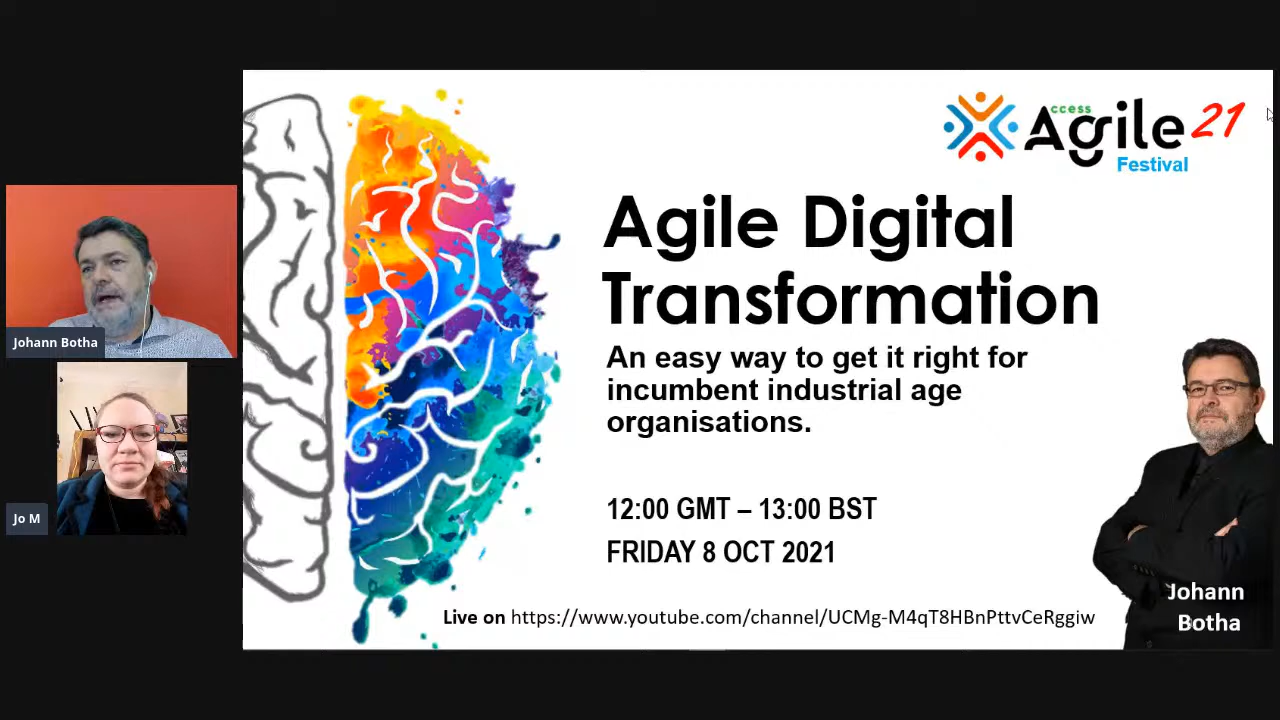 ccess
Agile 21
Festival
Agile Digital
Transformation
An easy way to get it right for
incumbent industrial age
organisations.
12:00 GMT – 13:00 BST
FRIDAY 8 OCT 2021
Live on https://www.youtube.com/channel/UCMg-M4qT8HBnPttvCeRggiw
Johann
Botha
Johann Botha
Jo M